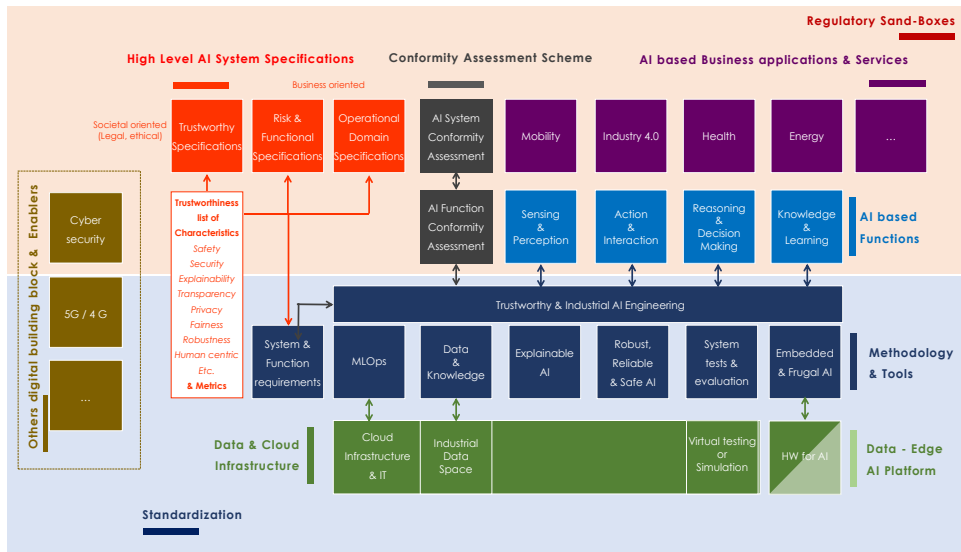 Regulatory Sand-Boxes
High Level AI System Specifications
Conformity Assessment Scheme
AI based Business applications & Services
Business oriented
Societal oriented
(Legal, ethical)
Trustworthy
Specifications
Risk &
Functional
Specifications
Operational
Domain
Specifications
AI System
Conformity
Assessment
Mobility
Industry 4.0
Health
Energy
...
Others digital building block & Enablers
Cyber
security
5G / 4 G
...
Trustworthiness
list of
Characteristics
Safety
Security
Explainability
Transparency
Privacy
Fairness
Robustness
Human centric
Etc.
& Metrics
AI Function
Conformity
Assessment
Sensing
&
Perception
Action
&
Interaction
Reasoning
&
Decision
Making
Knowledge
&
Learning
AI based
Functions
Trustworthy & Industrial AI Engineering
System &
Function
requirements
MLOps
Data
& Knowledge
Explainable
AI
Robust,
Reliable
& Safe AI
System
tests &
evaluation
Embedded
& Frugal AI
Methodology
& Tools
Data & Cloud
Infrastructure
Cloud
Infrastructure
& IT
Industrial
Data
Space
Virtual testing
or
Simulation
HW for AI
Data - Edge
AI Platform
Standardization